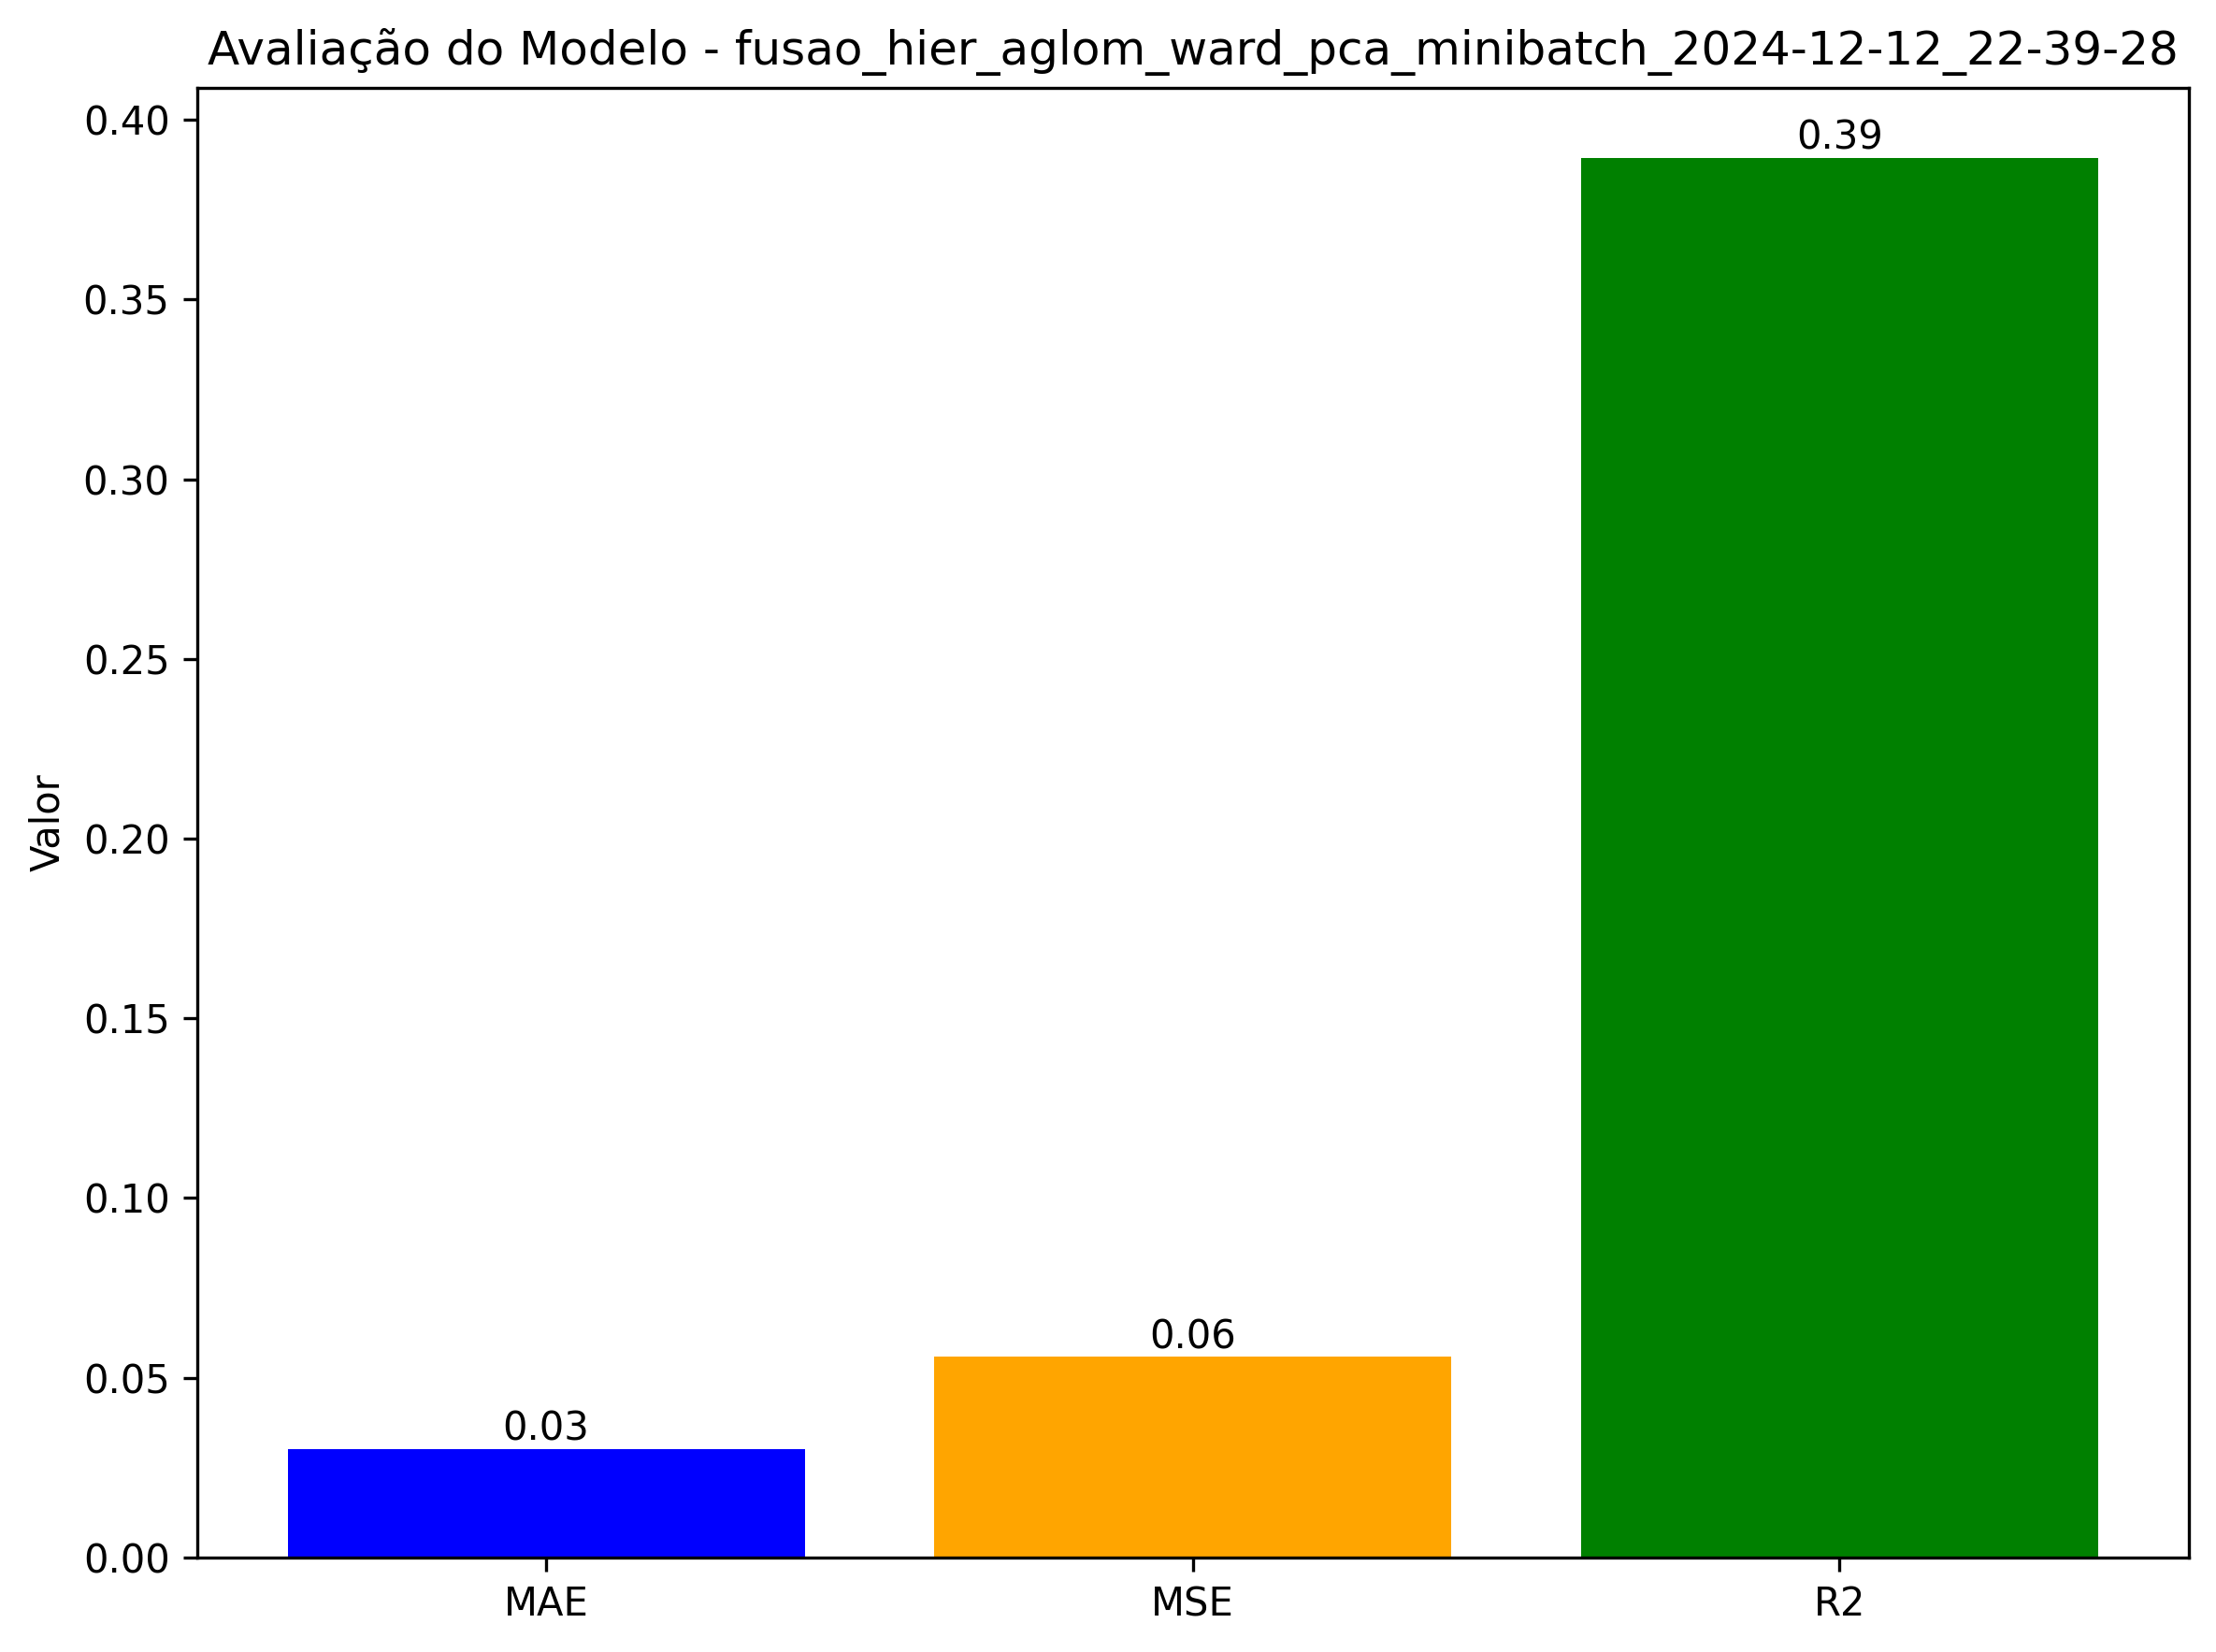 Avaliação do Modelo - fusao_hier_aglom_ward_pca_minibatch_2024-12-12_22-39-28
0.40
0.35
0.30
0.25
0.20
0.15
0.10
0.05
0.00
Valor
0.03
0.06
0.39
MAE
MSE
R2